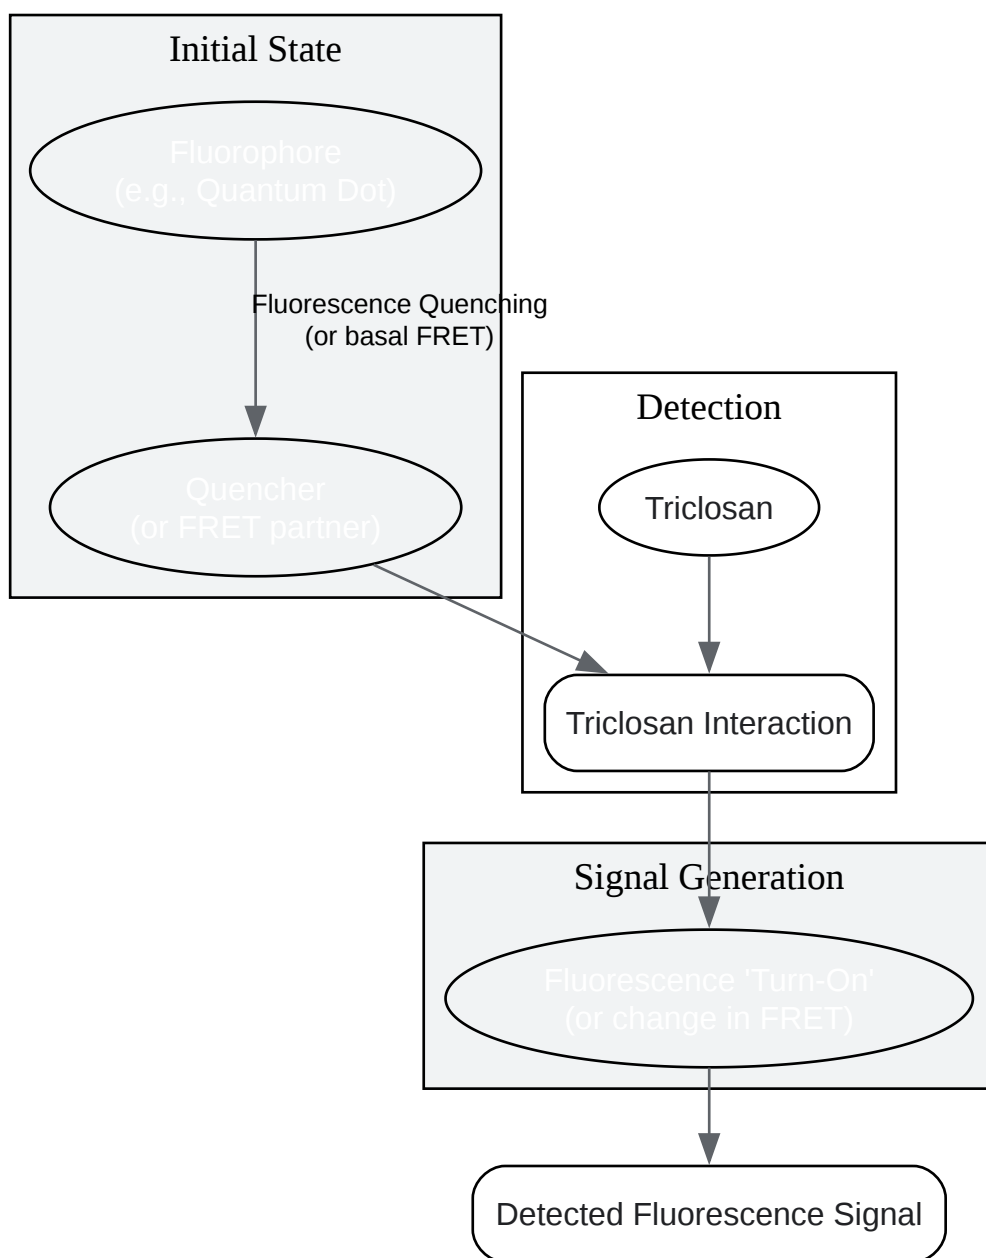 Initial State
Fluorophore
(e.g., Quantum Dot)
Fluorescence Quenching
(or basal FRET)
Quencher
(or FRET partner)
Detection
Triclosan
Triclosan Interaction
Signal Generation
Fluorescence 'Turn-On'
(or change in FRET)
Detected Fluorescence Signal